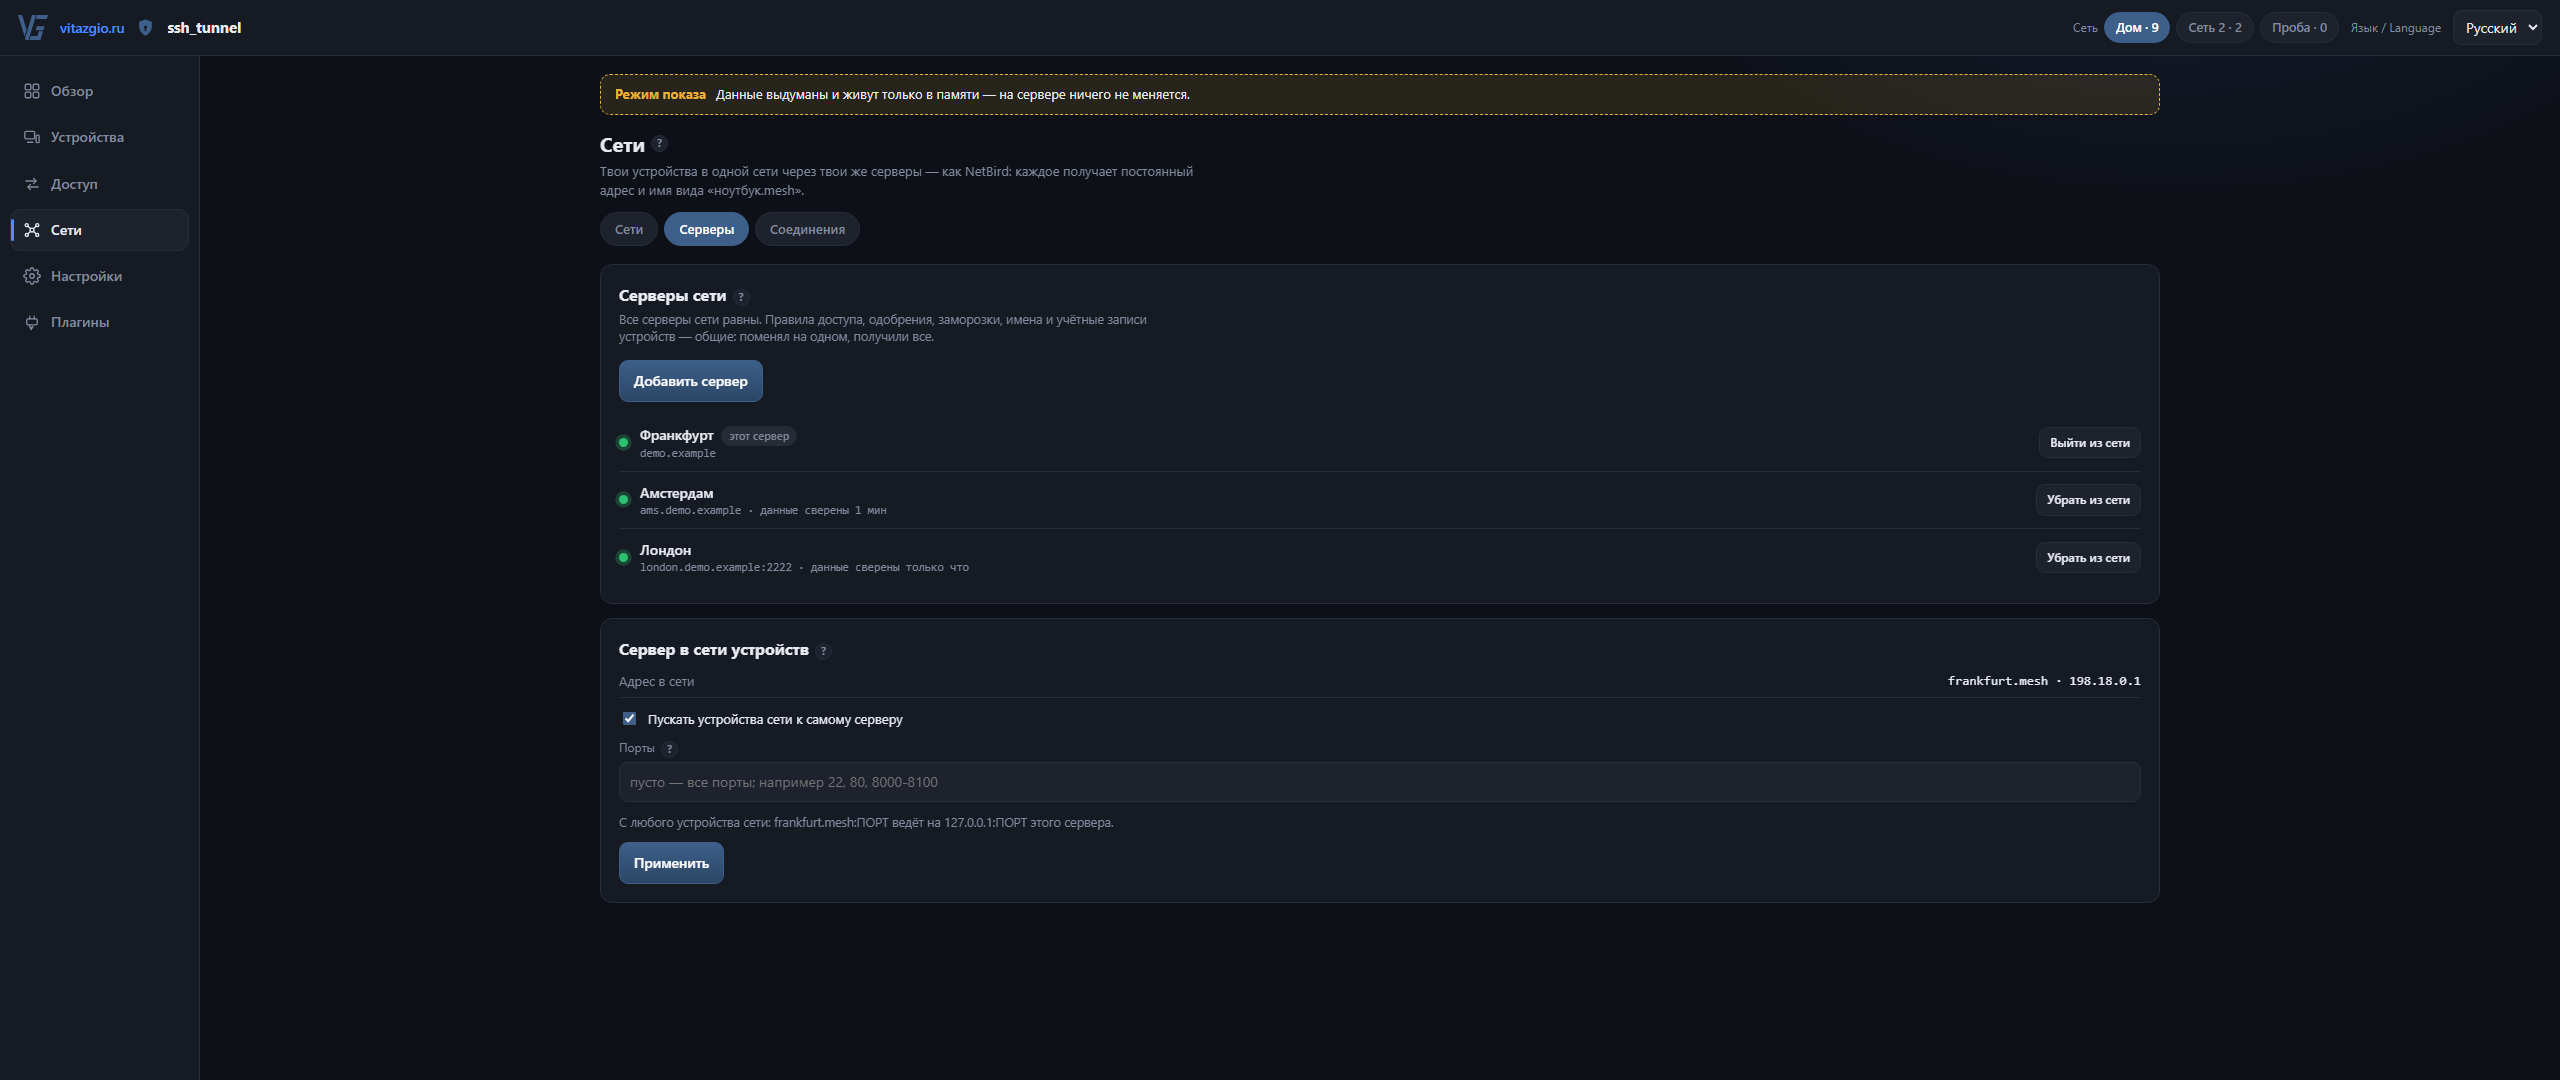 vitazgio.ru ssh_tunnel
Сеть Дом · 9 Сеть 2 · 2 Проба · 0 Язык / Language Русский
Обзор
Устройства
Доступ
Сети
Настройки
Плагины
Режим показа Данные выдуманы и живут только в памяти — на сервере ничего не меняется.
Сети ?
Твои устройства в одной сети через твои же серверы — как NetBird: каждое получает постоянный
адрес и имя вида «ноутбук.mesh».
Сети Серверы Соединения
Серверы сети ?
Все серверы сети равны. Правила доступа, одобрения, заморозки, имена и учётные записи
устройств — общие: поменял на одном, получили все.
Добавить сервер
Франкфурт этот сервер
demo.example
Выйти из сети
Амстердам
ams.demo.example · данные сверены 1 мин
Убрать из сети
Лондон
london.demo.example:2222 · данные сверены только что
Убрать из сети
Сервер в сети устройств ?
Адрес в сети frankfurt.mesh · 198.18.0.1
Пускать устройства сети к самому серверу
Порты ?
пусто — все порты; например 22, 80, 8000-8100
С любого устройства сети: frankfurt.mesh:ПОРТ ведёт на 127.0.0.1:ПОРТ этого сервера.
Применить